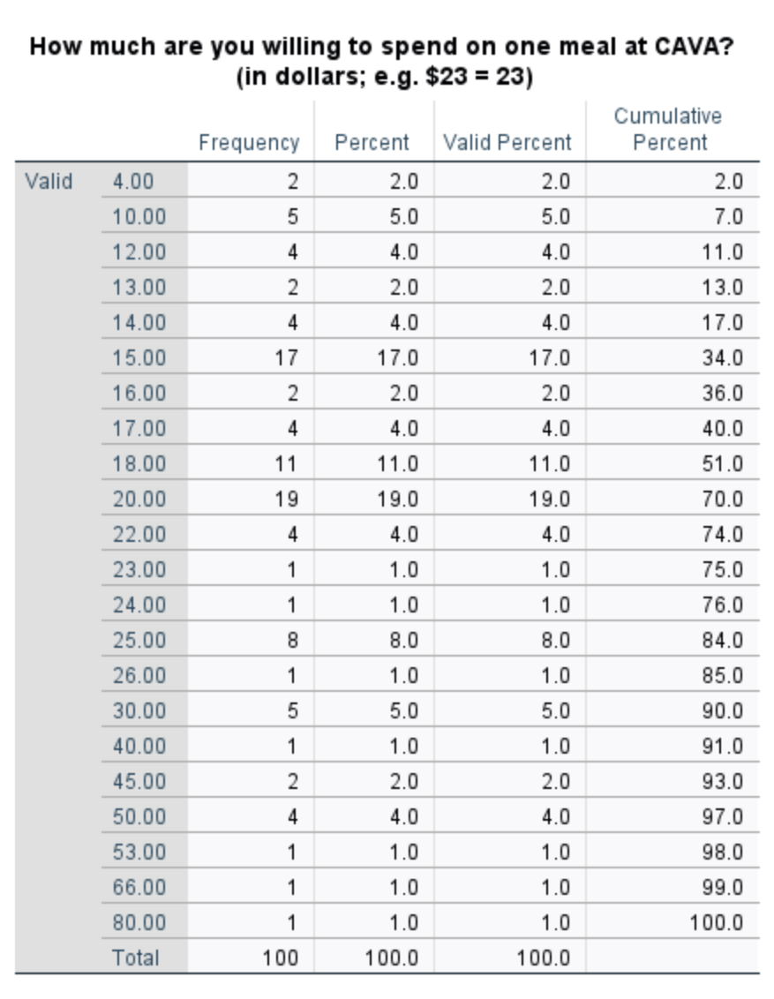 How much are you willing to spend on one meal at CAVA?
(in dollars; e.g. $23 = 23)
Frequency Percent Valid Percent Cumulative Percent
Valid 4.00 2 2.0 2.0 2.0
10.00 5 5.0 5.0 7.0
12.00 4 4.0 4.0 11.0
13.00 2 2.0 2.0 13.0
14.00 4 4.0 4.0 17.0
15.00 17 17.0 17.0 34.0
16.00 2 2.0 2.0 36.0
17.00 4 4.0 4.0 40.0
18.00 11 11.0 11.0 51.0
20.00 19 19.0 19.0 70.0
22.00 4 4.0 4.0 74.0
23.00 1 1.0 1.0 75.0
24.00 1 1.0 1.0 76.0
25.00 8 8.0 8.0 84.0
26.00 1 1.0 1.0 85.0
30.00 5 5.0 5.0 90.0
40.00 1 1.0 1.0 91.0
45.00 2 2.0 2.0 93.0
50.00 4 4.0 4.0 97.0
53.00 1 1.0 1.0 98.0
66.00 1 1.0 1.0 99.0
80.00 1 1.0 1.0 100.0
Total 100 100.0 100.0